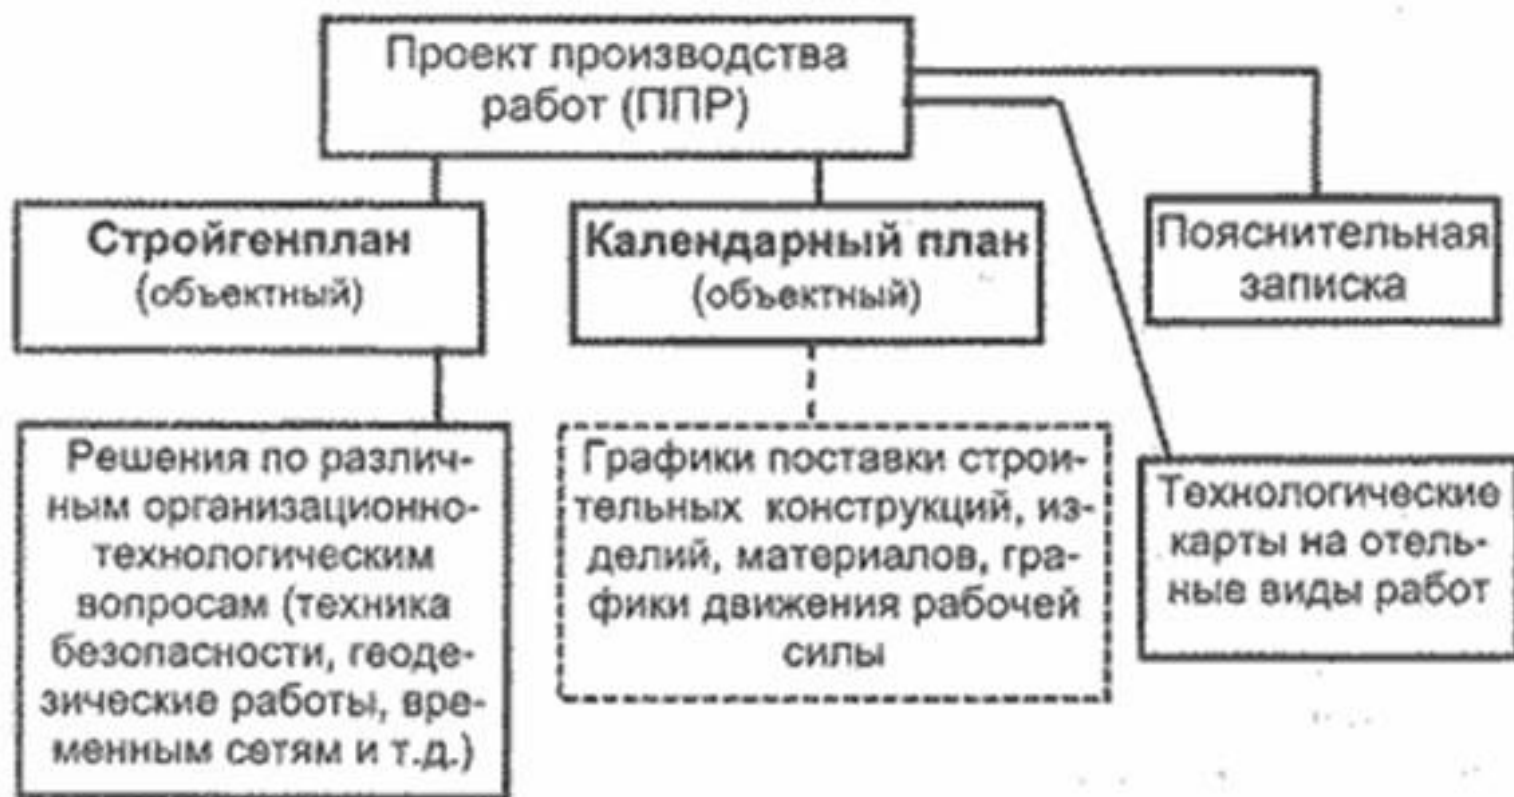 Проект производства
работ (ППР)
Стройгенплан
(объектный)
Календарный план
(объектный)
Пояснительная
записка
Решения по различ-
ным организационно-
технологическим
вопросам (техника
безопасности, геоде-
зические работы, вре-
менным сетям и т.д.)
Графики поставки строи-
тельных конструкций, из-
делий, материалов, гра-
фики движения рабочей
силы
Технологические
карты на отель-
ные виды работ